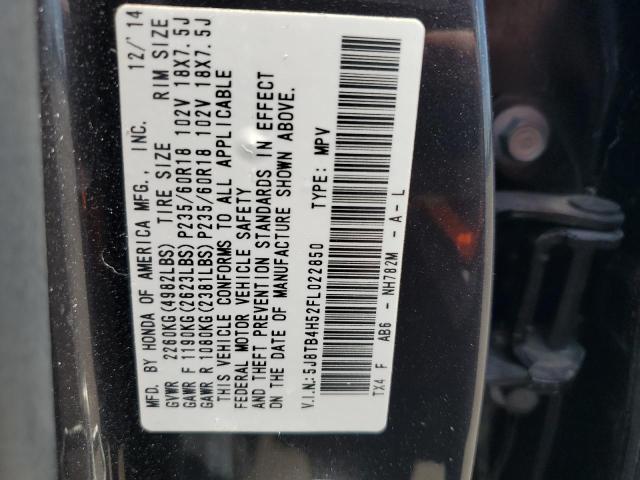 MFD. BY HONDA OF AMERICA MFG., INC. 12/'14
GVWR 2260KG(4982LBS) TIRE SIZE RIM SIZE
GAWR F 1190KG(2623LBS)P235/60R18 102V 18X7.5J
GAWR R 1080KG(2381LBS)P235/60R18 102V 18X7.5J
THIS VEHICLE CONFORMS TO ALL APPLICABLE
FEDERAL MOTOR VEHICLE SAFETY
AND THEFT PREVENTION STANDARDS IN EFFECT
ON THE DATE OF MANUFACTURE SHOWN ABOVE.
V.I.N.:5J8TB4H52FL022850 TYPE: MPV
TX4 F AB6- NH782M - A - L